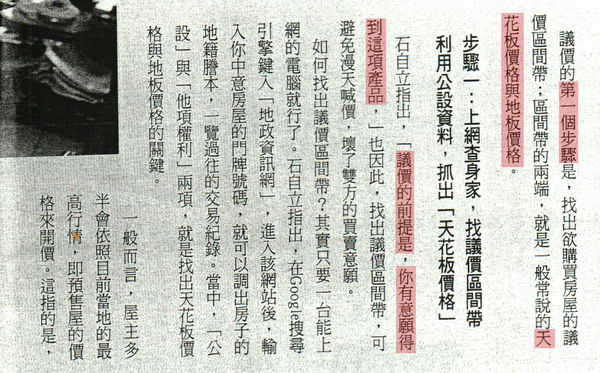 議價的第一個步驟是，找出欲購買房屋的議
價區間帶；區間帶的兩端，就是一般常說的天
花板價格與地板價格。
步驟一：上網查身家，找議價區間帶
利用公設資料，抓出「天花板價格」
石自立指出，「議價的前提是，你有意願得
到這項產品，」也因此，找出議價區間帶，可
避免漫天喊價，壞了雙方的買賣意願。
如何找出議價區間帶？其實只要一台能上
網的電腦就行了。石自立指出，在Google搜尋
引擎鍵入「地政資訊網」，進入該網站後，輸
入你中意房屋的門牌號碼，就可以調出房子的
地籍謄本，一覽過往的交易紀錄。當中，「公
設」與「他項權利」兩項，就是找出天花板價
格與地板價格的關鍵。
一般而言，屋主多
半會依照目前當地的最
高行情，即預售屋的價
格來開價。這指的是，